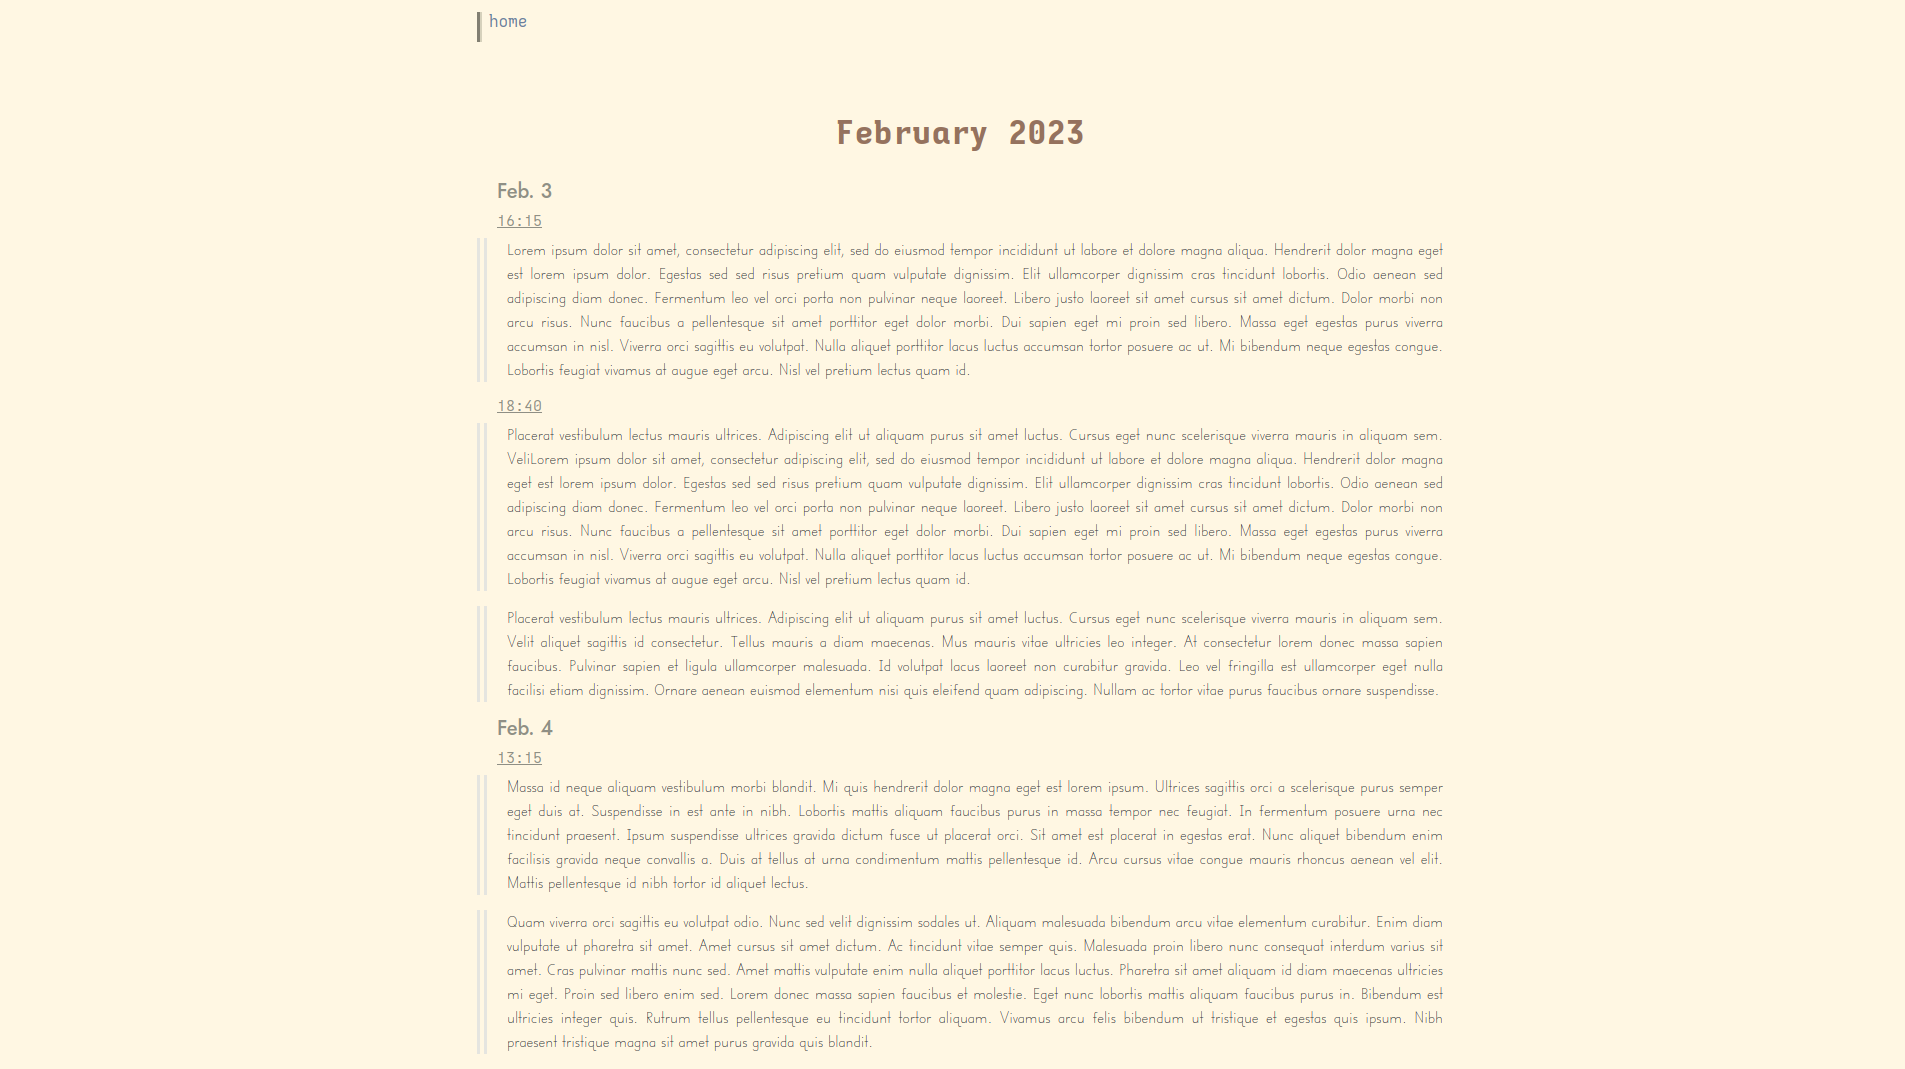 home
February 2023
Feb. 3
16:15
Lorem ipsum dolor sit amet, consectetur adipiscing elit, sed do eiusmod tempor incididunt ut labore et dolore magna aliqua. Hendrerit dolor magna eget
est lorem ipsum dolor. Egestas sed sed risus pretium quam vulputate dignissim. Elit ullamcorper dignissim cras tincidunt lobortis. Odio aenean sed
adipiscing diam donec. Fermentum leo vel orci porta non pulvinar neque laoreet. Libero justo laoreet sit amet cursus sit amet dictum. Dolor morbi non
arcu risus. Nunc faucibus a pellentesque sit amet porttitor eget dolor morbi. Dui sapien eget mi proin sed libero. Massa eget egestas purus viverra
accumsan in nisl. Viverra orci sagittis eu volutpat. Nulla aliquet porttitor lacus luctus accumsan tortor posuere ac ut. Mi bibendum neque egestas congue.
Lobortis feugiat vivamus at augue eget arcu. Nisl vel pretium lectus quam id.
18:40
Placerat vestibulum lectus mauris ultrices. Adipiscing elit ut aliquam purus sit amet luctus. Cursus eget nunc scelerisque viverra mauris in aliquam sem.
VeliLorem ipsum dolor sit amet, consectetur adipiscing elit, sed do eiusmod tempor incididunt ut labore et dolore magna aliqua. Hendrerit dolor magna
eget est lorem ipsum dolor. Egestas sed sed risus pretium quam vulputate dignissim. Elit ullamcorper dignissim cras tincidunt lobortis. Odio aenean sed
adipiscing diam donec. Fermentum leo vel orci porta non pulvinar neque laoreet. Libero justo laoreet sit amet cursus sit amet dictum. Dolor morbi non
arcu risus. Nunc faucibus a pellentesque sit amet porttitor eget dolor morbi. Dui sapien eget mi proin sed libero. Massa eget egestas purus viverra
accumsan in nisl. Viverra orci sagittis eu volutpat. Nulla aliquet porttitor lacus luctus accumsan tortor posuere ac ut. Mi bibendum neque egestas congue.
Lobortis feugiat vivamus at augue eget arcu. Nisl vel pretium lectus quam id.
Placerat vestibulum lectus mauris ultrices. Adipiscing elit ut aliquam purus sit amet luctus. Cursus eget nunc scelerisque viverra mauris in aliquam sem.
Velit aliquet sagittis id consectetur. Tellus mauris a diam maecenas. Mus mauris vitae ultricies leo integer. At consectetur lorem donec massa sapien
faucibus. Pulvinar sapien et ligula ullamcorper malesuada. Id volutpat lacus laoreet non curabitur gravida. Leo vel fringilla est ullamcorper eget nulla
facilisi etiam dignissim. Ornare aenean euismod elementum nisi quis eleifend quam adipiscing. Nullam ac tortor vitae purus faucibus ornare suspendisse.
Feb. 4
13:15
Massa id neque aliquam vestibulum morbi blandit. Mi quis hendrerit dolor magna eget est lorem ipsum. Ultrices sagittis orci a scelerisque purus semper
eget duis at. Suspendisse in est ante in nibh. Lobortis mattis aliquam faucibus purus in massa tempor nec feugiat. In fermentum posuere urna nec
tincidunt praesent. Ipsum suspendisse ultrices gravida dictum fusce ut placerat orci. Sit amet est placerat in egestas erat. Nunc aliquet bibendum enim
facilisis gravida neque convallis a. Duis at tellus at urna condimentum mattis pellentesque id. Arcu cursus vitae congue mauris rhoncus aenean vel elit.
Mattis pellentesque id nibh tortor id aliquet lectus.
Quam viverra orci sagittis eu volutpat odio. Nunc sed velit dignissim sodales ut. Aliquam malesuada bibendum arcu vitae elementum curabitur. Enim diam
vulputate ut pharetra sit amet. Amet cursus sit amet dictum. Ac tincidunt vitae semper quis. Malesuada proin libero nunc consequat interdum varius sit
amet. Cras pulvinar mattis nunc sed. Amet mattis vulputate enim nulla aliquet porttitor lacus luctus. Pharetra sit amet aliquam id diam maecenas ultricies
mi eget. Proin sed libero enim sed. Lorem donec massa sapien faucibus et molestie. Eget nunc lobortis mattis aliquam faucibus purus in. Bibendum est
ultricies integer quis. Rutrum tellus pellentesque eu tincidunt tortor aliquam. Vivamus arcu felis bibendum ut tristique et egestas quis ipsum. Nibh
praesent tristique magna sit amet purus gravida quis blandit.